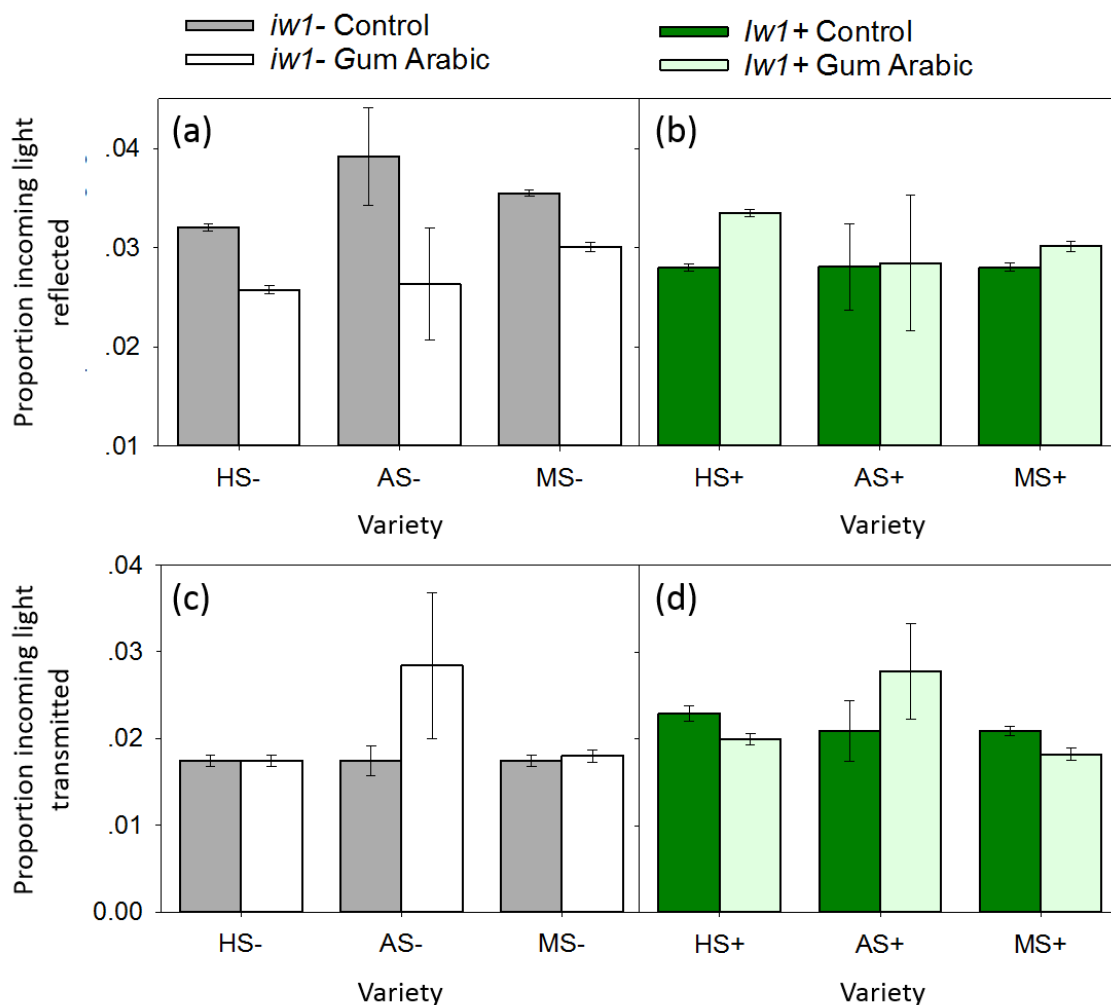 iw1- Control
iw1- Gum Arabic
Iw1+ Control
Iw1+ Gum Arabic
Proportion incoming light
reflected
(a)
(b)
.04
.03
.02
.01
HS-
AS-
MS-
HS+
AS+
MS+
Variety
Variety
Proportion incoming light
transmitted
(c)
(d)
.04
.03
.02
.01
0.00
HS-
AS-
MS-
HS+
AS+
MS+
Variety
Variety